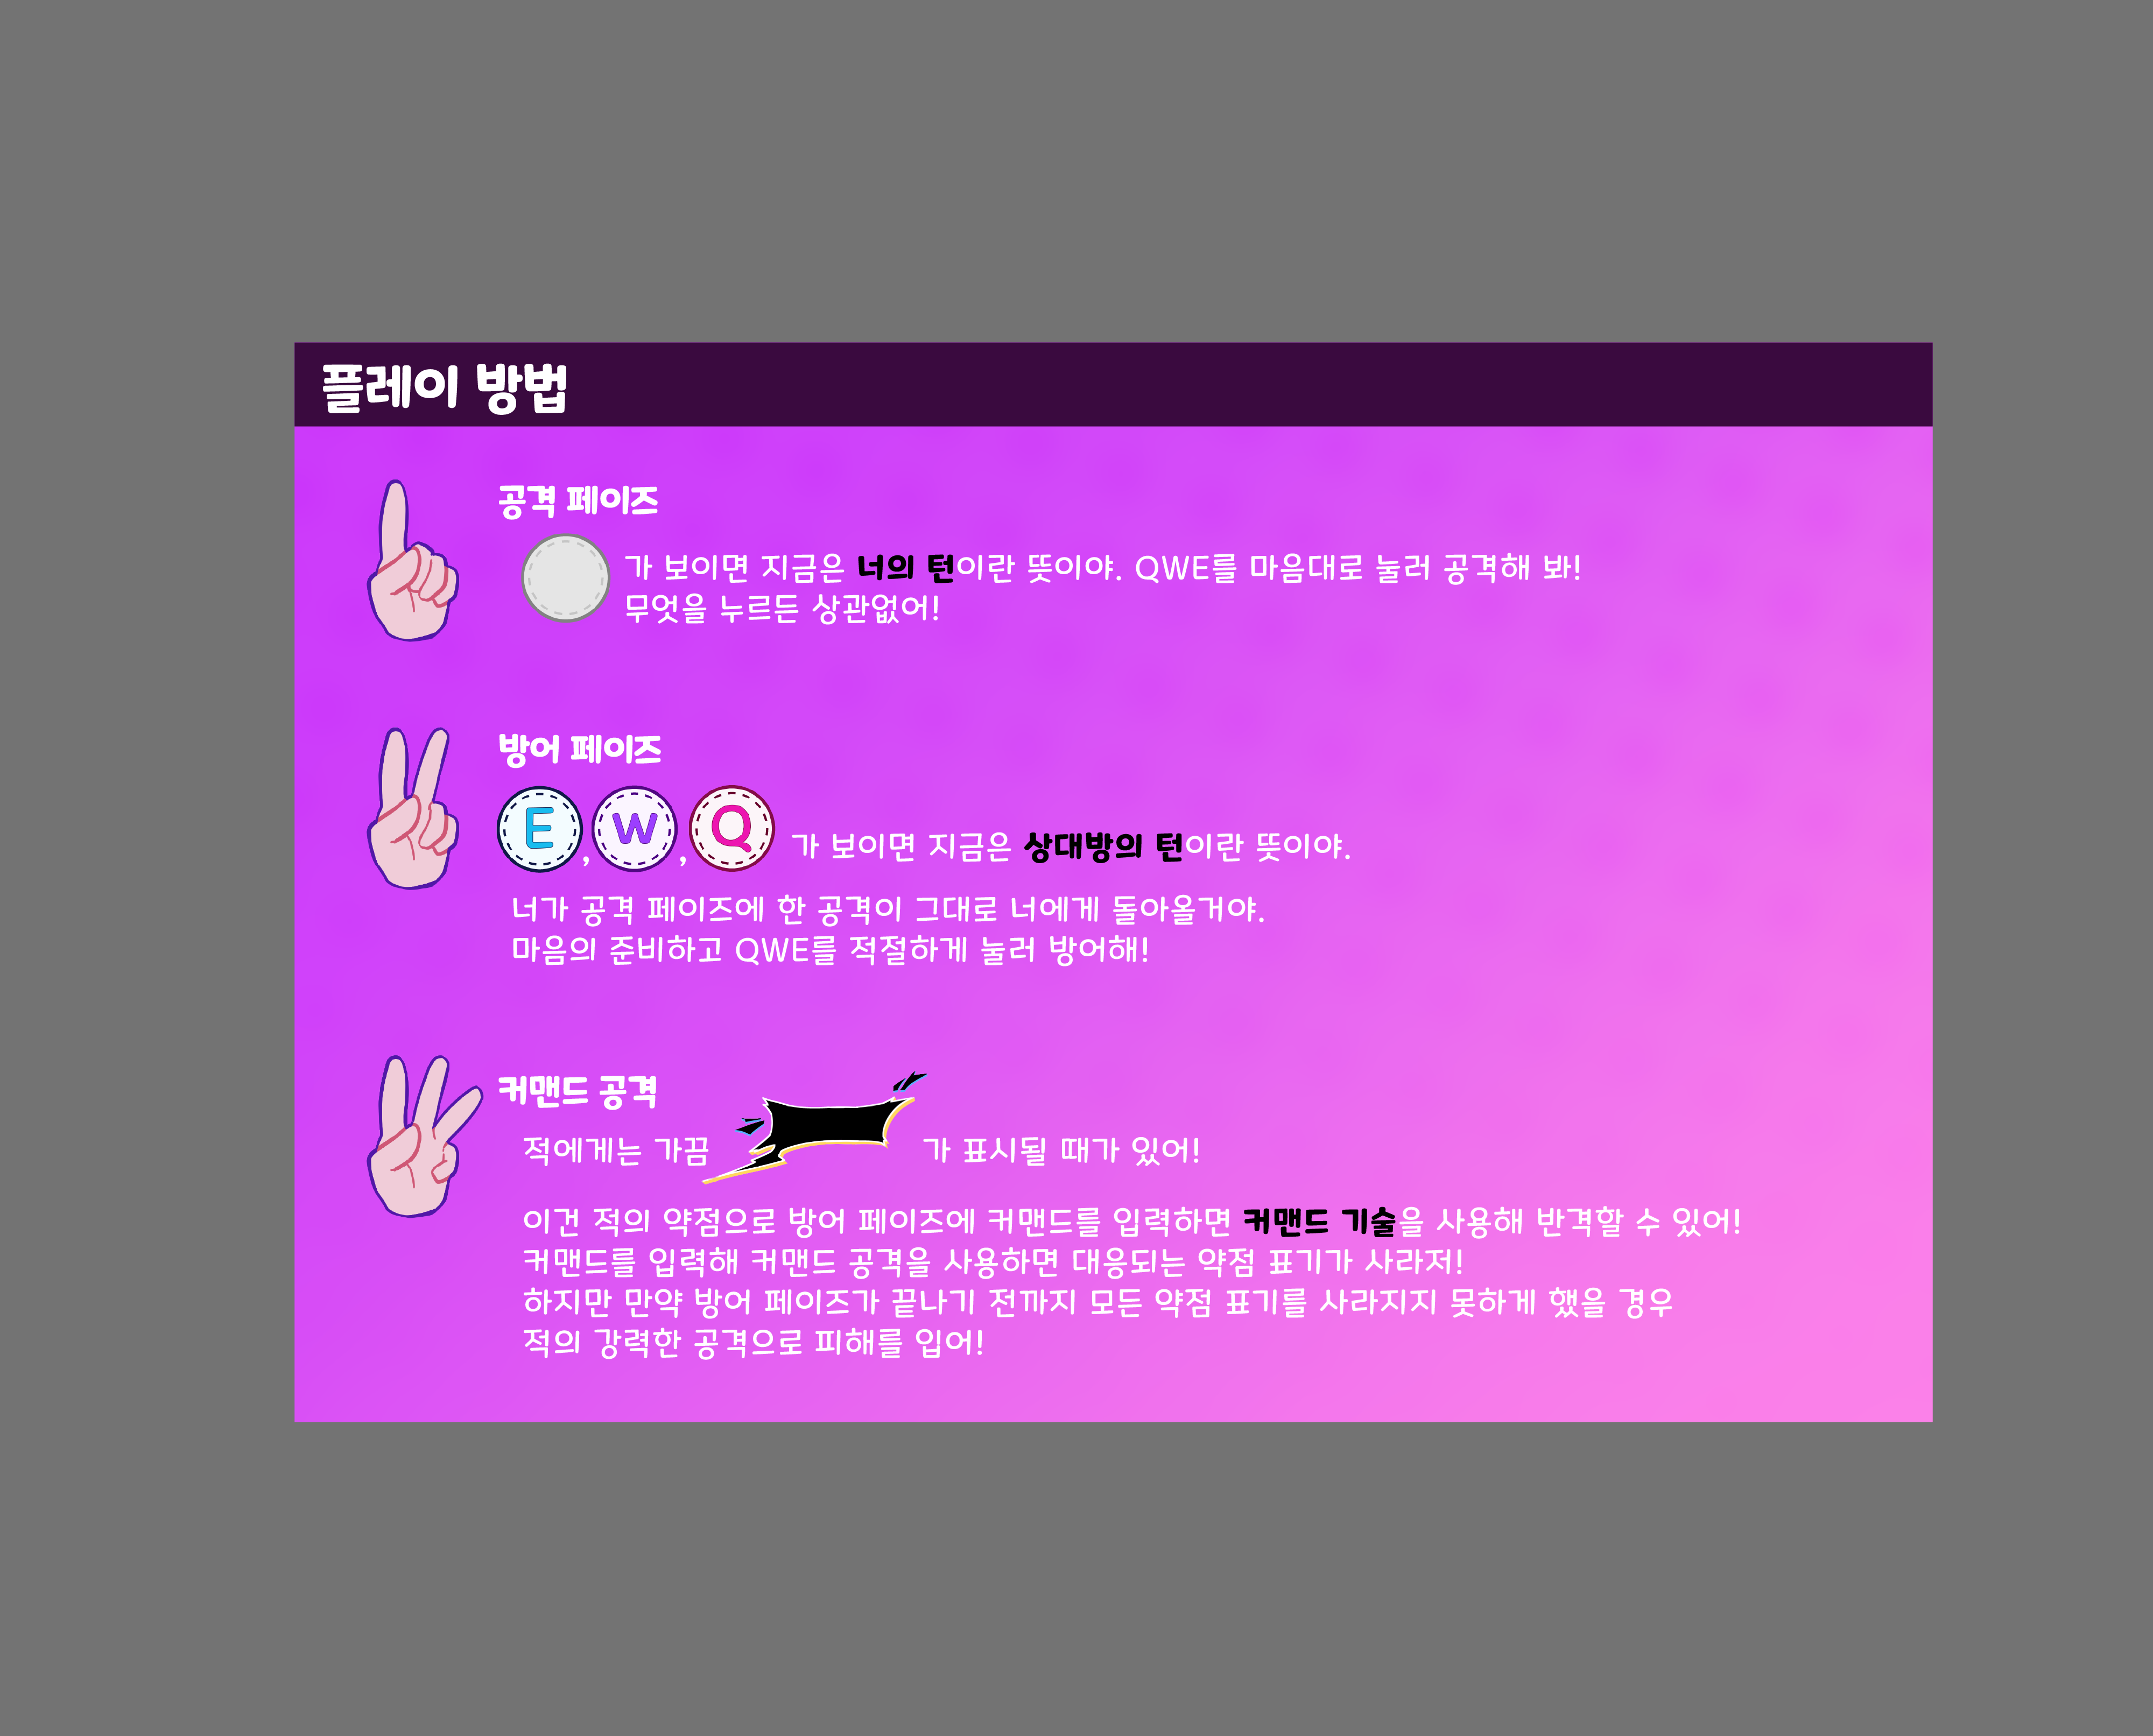 플레이 방법
공격 페이즈
가 보이면 지금은 너의 턴이란 뜻이야. QWE를 마음대로 눌러 공격해 봐!
무엇을 누르든 상관없어!
방어 페이즈
E, W, Q 가 보이면 지금은 상대방의 턴이란 뜻이야.
너가 공격 페이즈에 한 공격이 그대로 너에게 돌아올거야.
마음의 준비하고 QWE를 적절하게 눌러 방어해!
커맨드 공격
적에게는 가끔 가 표시될 때가 있어!
이건 적의 약점으로 방어 페이즈에 커맨드를 입력하면 커맨드 기술을 사용해 반격할 수 있어!
커맨드를 입력해 커맨드 공격을 사용하면 대응되는 약점 표기가 사라져!
하지만 만약 방어 페이즈가 끝나기 전까지 모든 약점 표기를 사라지지 못하게 했을 경우
적의 강력한 공격으로 피해를 입어!